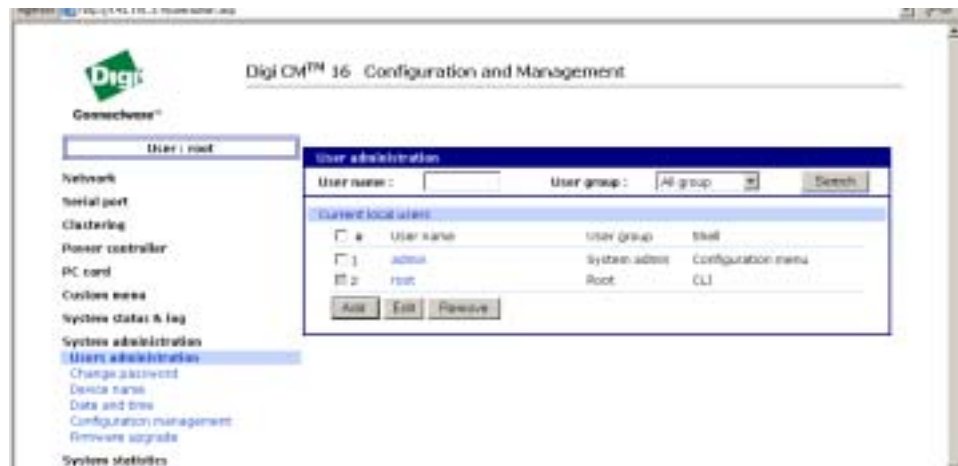 Digi
Connectware™
Digi CM™ 16 Configuration and Management
User : root
Network
Serial port
Clustering
Power controller
PC card
Custom menu
System status & log
System administration
Users administration
Change password
Device name
Date and time
Configuration management
Firmware upgrade
System statistics
User administration
User name : User group : All group Search
Current local users
# User name User group Shell
1 admin System admin Configuration menu
2 root Root CLI
Add Edit Remove